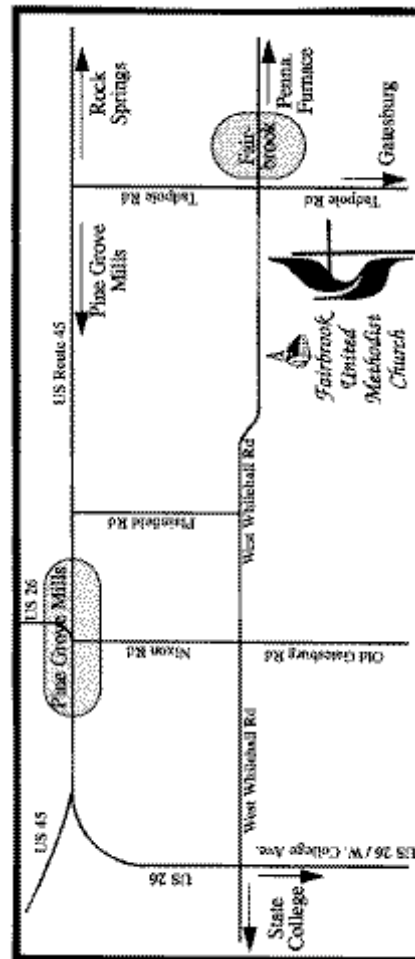 Rock
Springs
Penna.
Furnace
Fair-
brook
Gatesburg
Tadpole Rd
Tadpole Rd
Pine Grove
Mills
US Route 45
Fairbrook
United
Methodist
Church
West Whitehall Rd
Plainfield Rd
US 26
Pine Grove Mills
Nixon Rd
Old Gatesburg Rd
West Whitehall Rd
US 45
US 26
US 26 / W. College Ave.
State
College